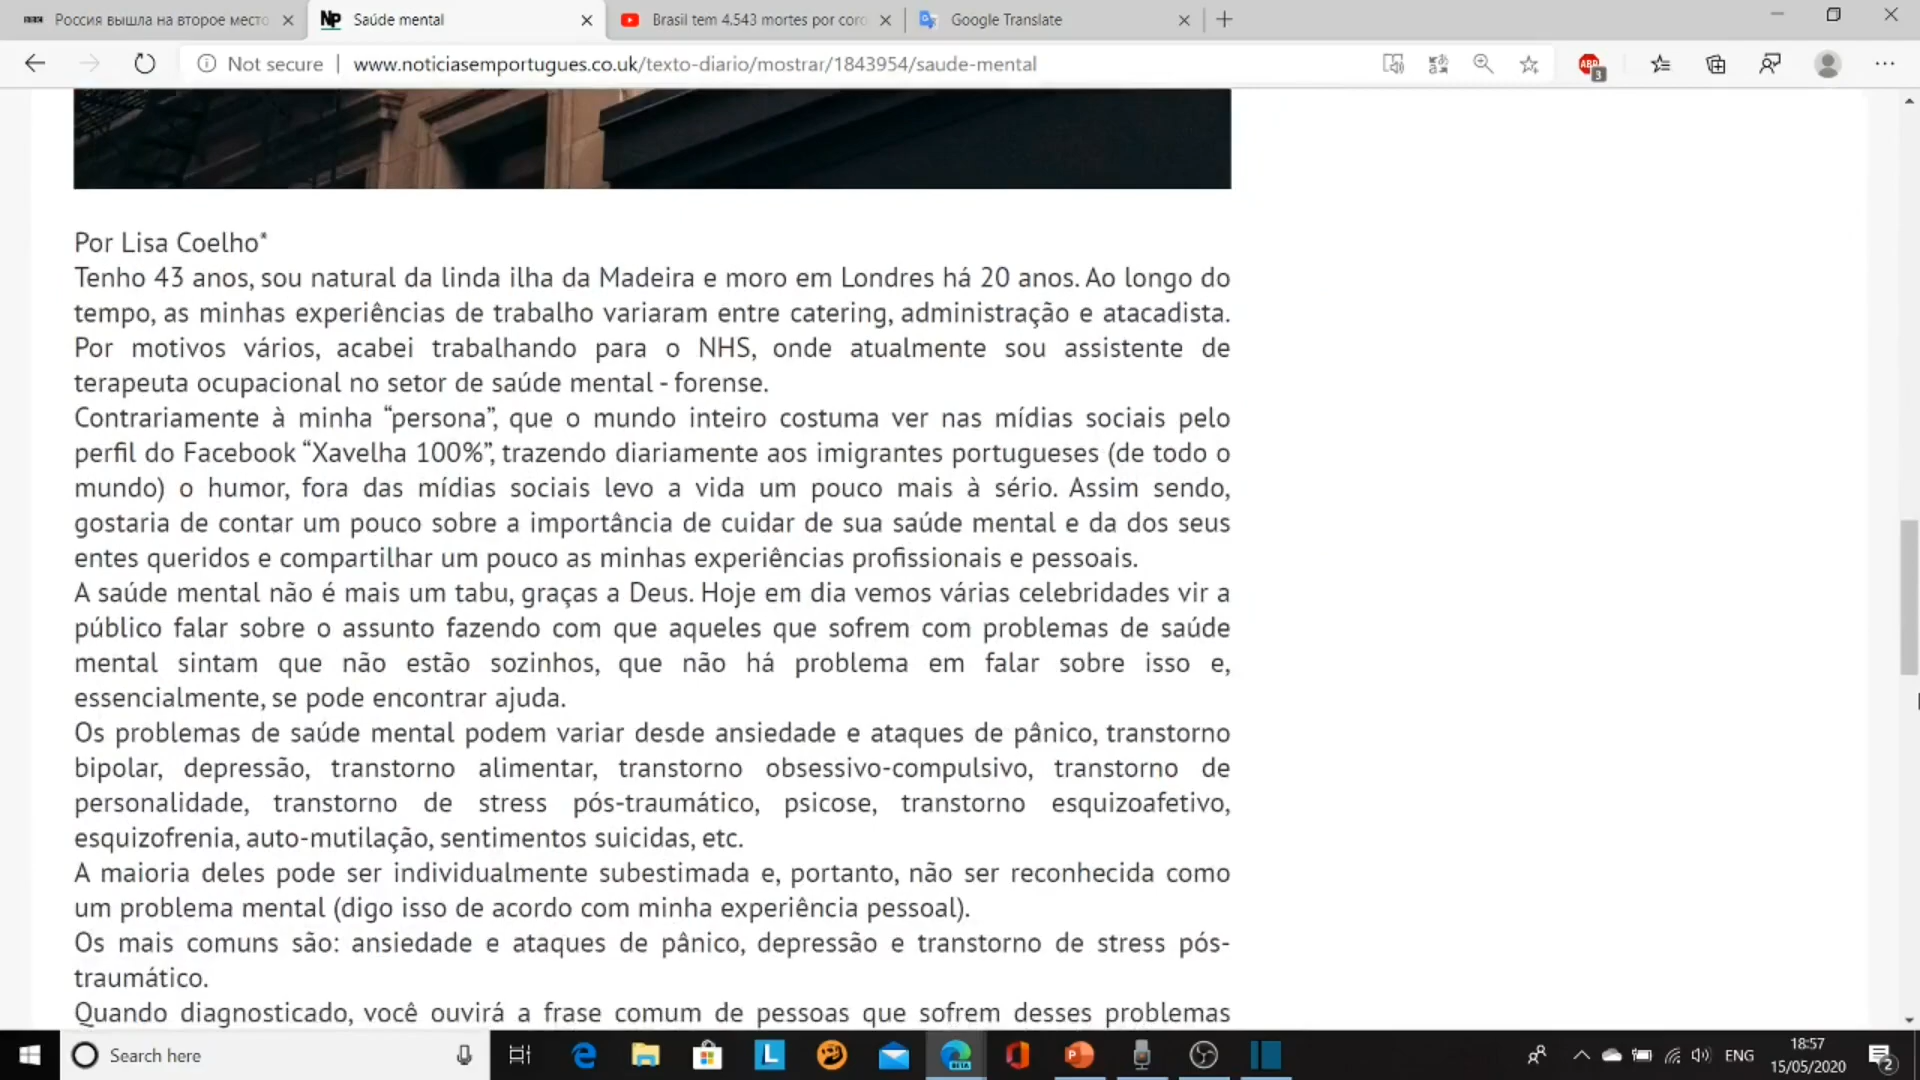 Россия вышла на второе место
Saúde mental
Brasil tem 4.543 mortes por coro
Google Translate
Not secure | www.noticiasemportugues.co.uk/texto-diario/mostrar/1843954/saude-mental
ABP
3
Por Lisa Coelho*
Tenho 43 anos, sou natural da linda ilha da Madeira e moro em Londres há 20 anos. Ao longo do
tempo, as minhas experiências de trabalho variaram entre catering, administração e atacadista.
Por motivos vários, acabei trabalhando para o NHS, onde atualmente sou assistente de
terapeuta ocupacional no setor de saúde mental - forense.
Contrariamente à minha “persona”, que o mundo inteiro costuma ver nas mídias sociais pelo
perfil do Facebook “Xavelha 100%”, trazendo diariamente aos imigrantes portugueses (de todo o
mundo) o humor, fora das mídias sociais levo a vida um pouco mais à sério. Assim sendo,
gostaria de contar um pouco sobre a importância de cuidar de sua saúde mental e da dos seus
entes queridos e compartilhar um pouco as minhas experiências profissionais e pessoais.
A saúde mental não é mais um tabu, graças a Deus. Hoje em dia vemos várias celebridades vir a
público falar sobre o assunto fazendo com que aqueles que sofrem com problemas de saúde
mental sintam que não estão sozinhos, que não há problema em falar sobre isso e,
essencialmente, se pode encontrar ajuda.
Os problemas de saúde mental podem variar desde ansiedade e ataques de pânico, transtorno
bipolar, depressão, transtorno alimentar, transtorno obsessivo-compulsivo, transtorno de
personalidade, transtorno de stress pós-traumático, psicose, transtorno esquizoafetivo,
esquizofrenia, auto-mutilação, sentimentos suicidas, etc.
A maioria deles pode ser individualmente subestimada e, portanto, não ser reconhecida como
um problema mental (digo isso de acordo com minha experiência pessoal).
Os mais comuns são: ansiedade e ataques de pânico, depressão e transtorno de stress pós-
traumático.
Quando diagnosticado, você ouvirá a frase comum de pessoas que sofrem desses problemas
Search here
ENG
18:57
15/05/2020
2